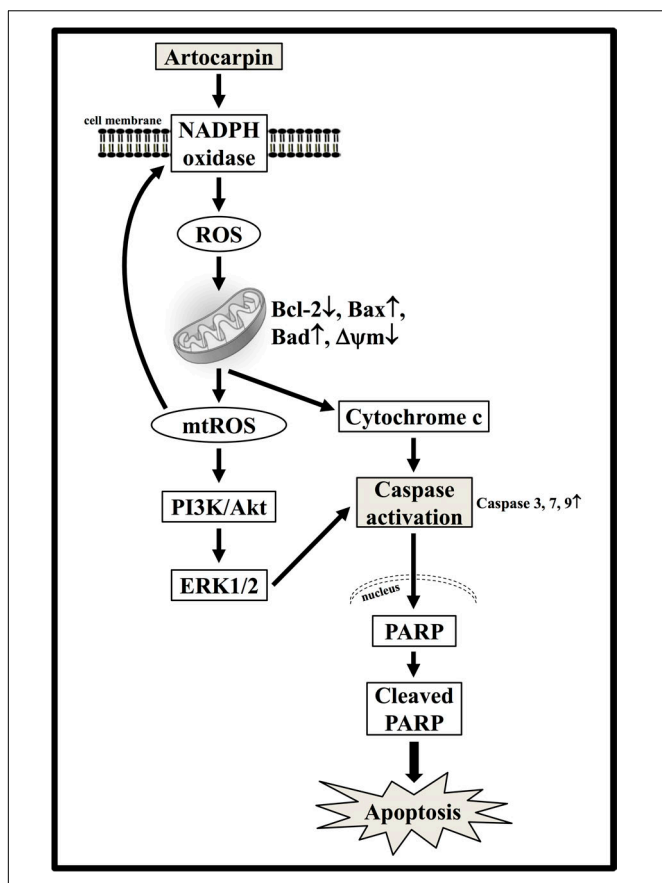 Artocarpin
cell membrane
NADPH
oxidase
ROS
Bcl-2↓, Bax↑,
Bad↑, Δψm↓
mtROS
Cytochrome c
PI3K/Akt
Caspase
activation
Caspase 3, 7, 9↑
ERK1/2
nucleus
PARP
Cleaved
PARP
Apoptosis